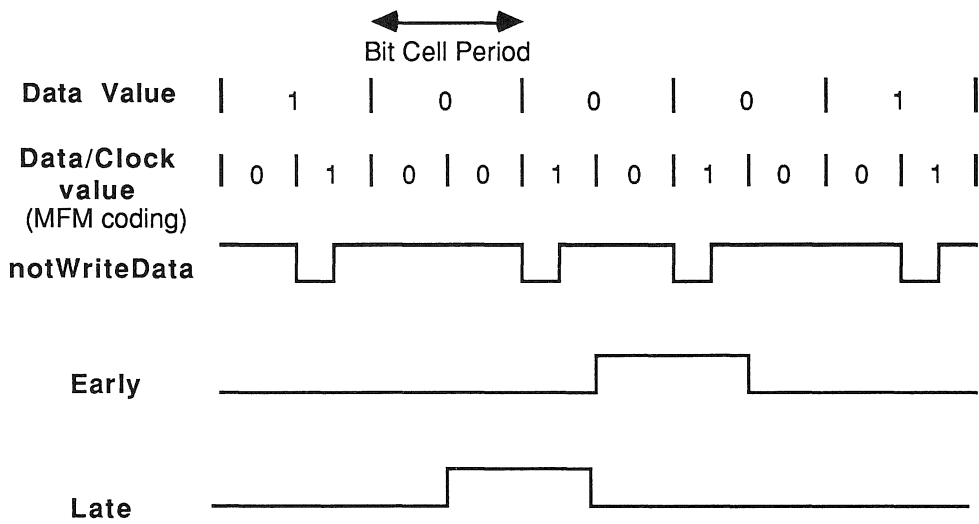 Bit Cell Period
Data Value | 1 | 0 | 0 | 0 | 1 |
Data/Clock
value
(MFM coding)
| 0 | 1 | 0 | 0 | 1 | 0 | 1 | 0 | 0 | 1 |
notWriteData
Early
Late